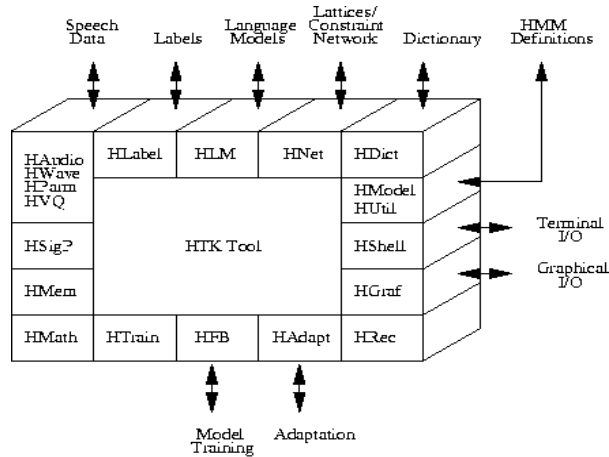 Speech
Data
Labels
Language
Models
Lattices/
Constraint
Network
Dictionary
HMM
Definitions
HAudio
HWave
HParm
HVQ
HLabel
HLM
HNet
HDict
HModel
HUtil
HSigP
HTK Tool
HShell
Terminal
I/O
HMem
HGraf
Graphical
I/O
HMath
HTrain
HFB
HAdapt
HRec
Model
Training
Adaptation